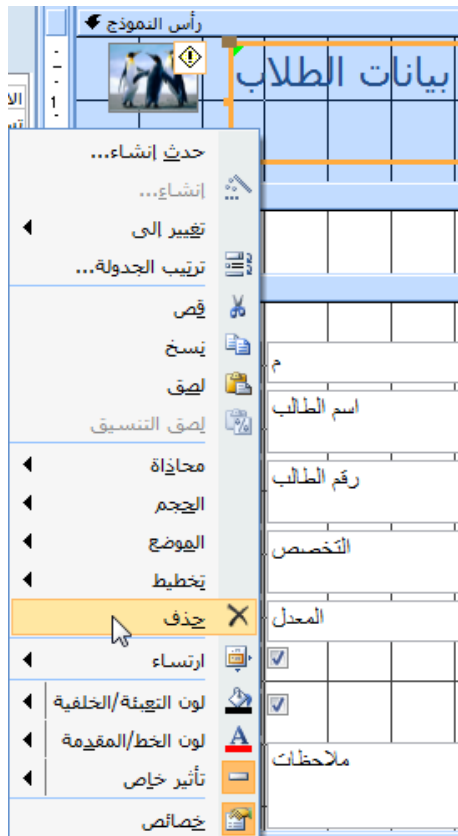 رأس النموذج
بيانات الطلاب
1
حدث إنشاء...
إنشاء...
تغيير إلى
ترتيب الجدولة...
قص
نسخ
لصق
لصق التنسيق
محاذاة
الحجم
الموضع
تخطيط
حذف
ارتساء
لون التعبئة/الخلفية
لون الخط/المقدمة
تأثير خاص
خصائص
م
اسم الطالب
رقم الطالب
التخصص
المعدل
ملاحظات